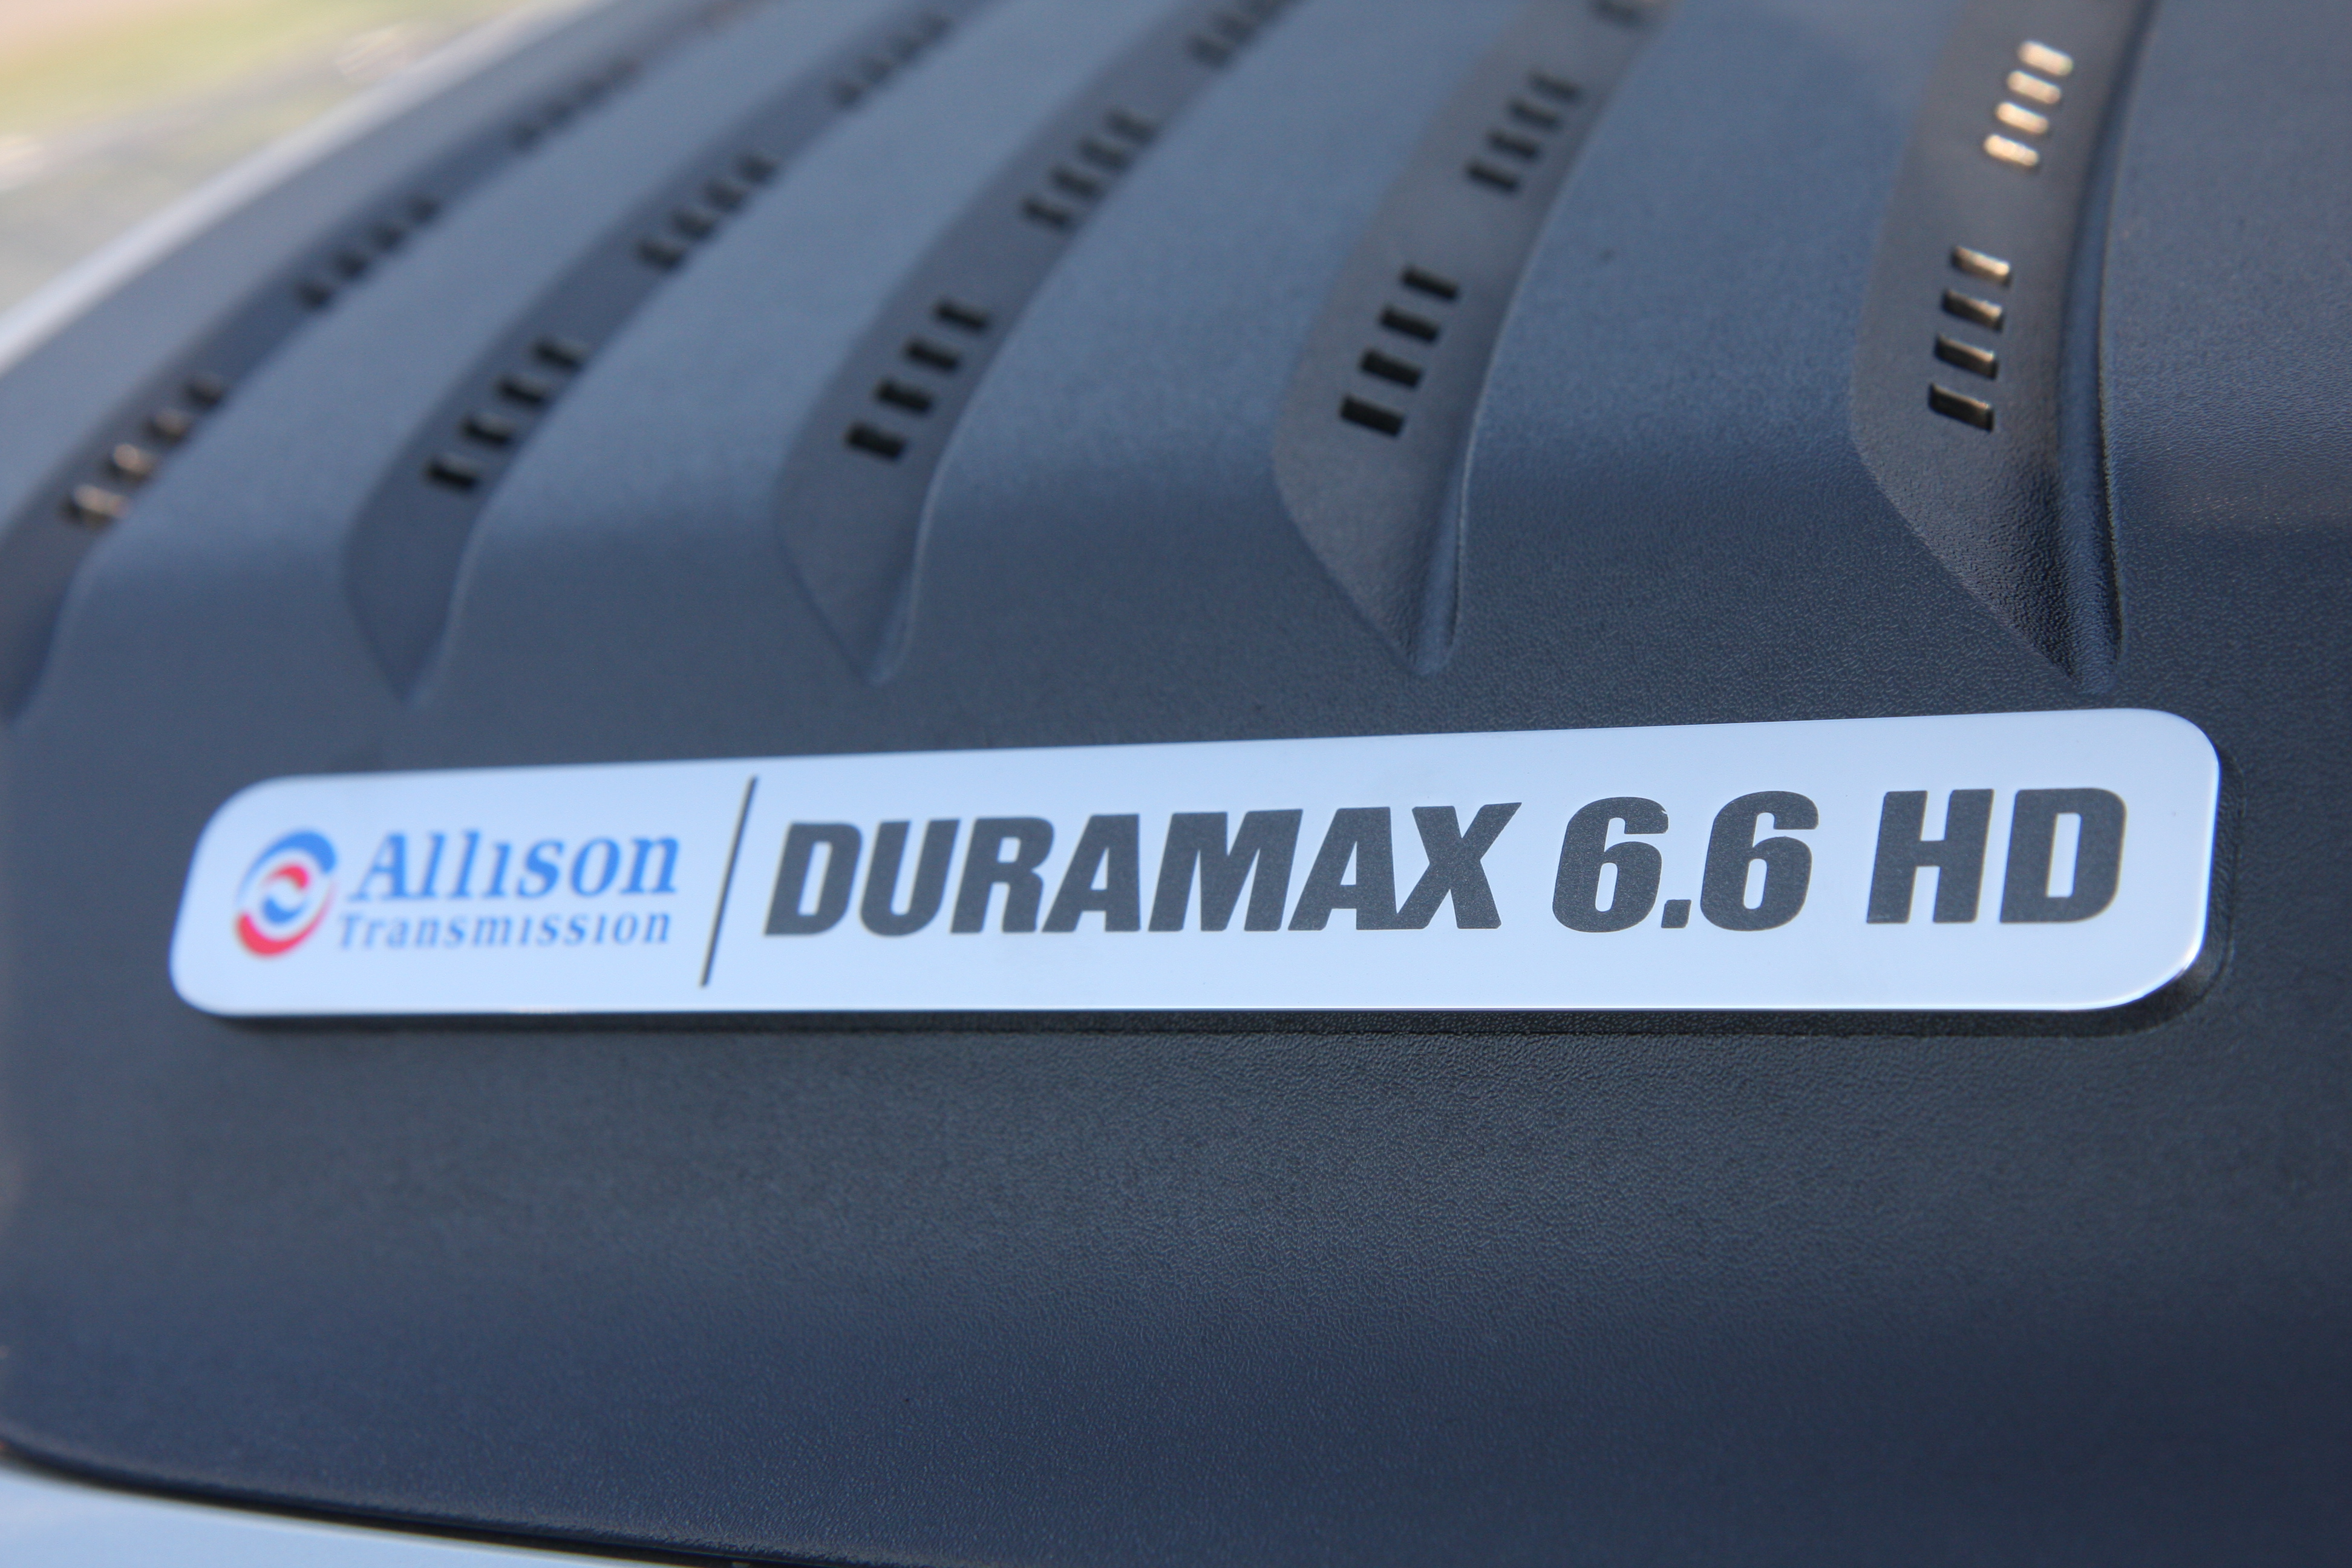 Allison
Transmission
DURAMAX 6.6 HD